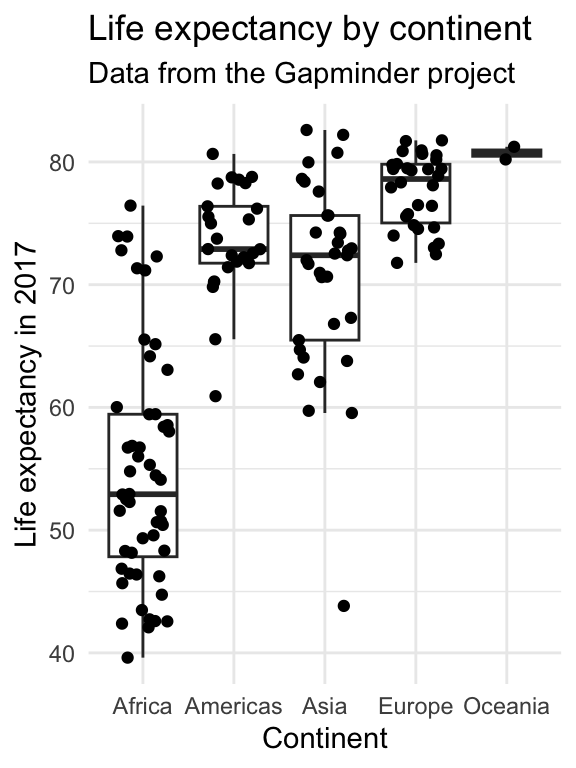 Life expectancy by continent
Data from the Gapminder project
Life expectancy in 2017
80
70
60
50
40
Africa Americas Asia Europe Oceania
Continent